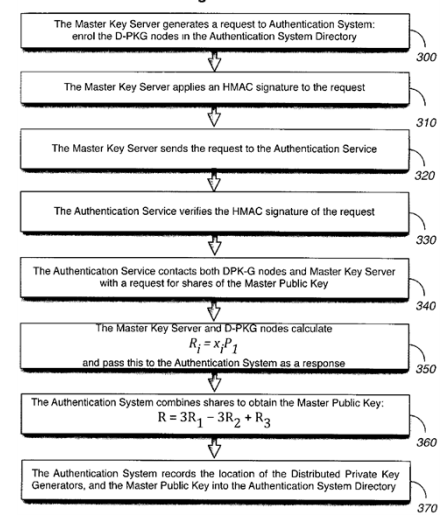 The Master Key Server generates a request to Authentication System:
enrol the D-PKG nodes in the Authentication System Directory
300
The Master Key Server applies an HMAC signature to the request
310
The Master Key Server sends the request to the Authentication Service
320
The Authentication Service verifies the HMAC signature of the request
330
The Authentication Service contacts both DPK-G nodes and Master Key Server
with a request for shares of the Master Public Key
340
The Master Key Server and D-PKG nodes calculate
Rᵢ = xᵢP₁
and pass this to the Authentication System as a response
350
The Authentication System combines shares to obtain the Master Public Key:
R = 3R₁ − 3R₂ + R₃
360
The Authentication System records the location of the Distributed Private Key
Generators, and the Master Public Key into the Authentication System Directory
370